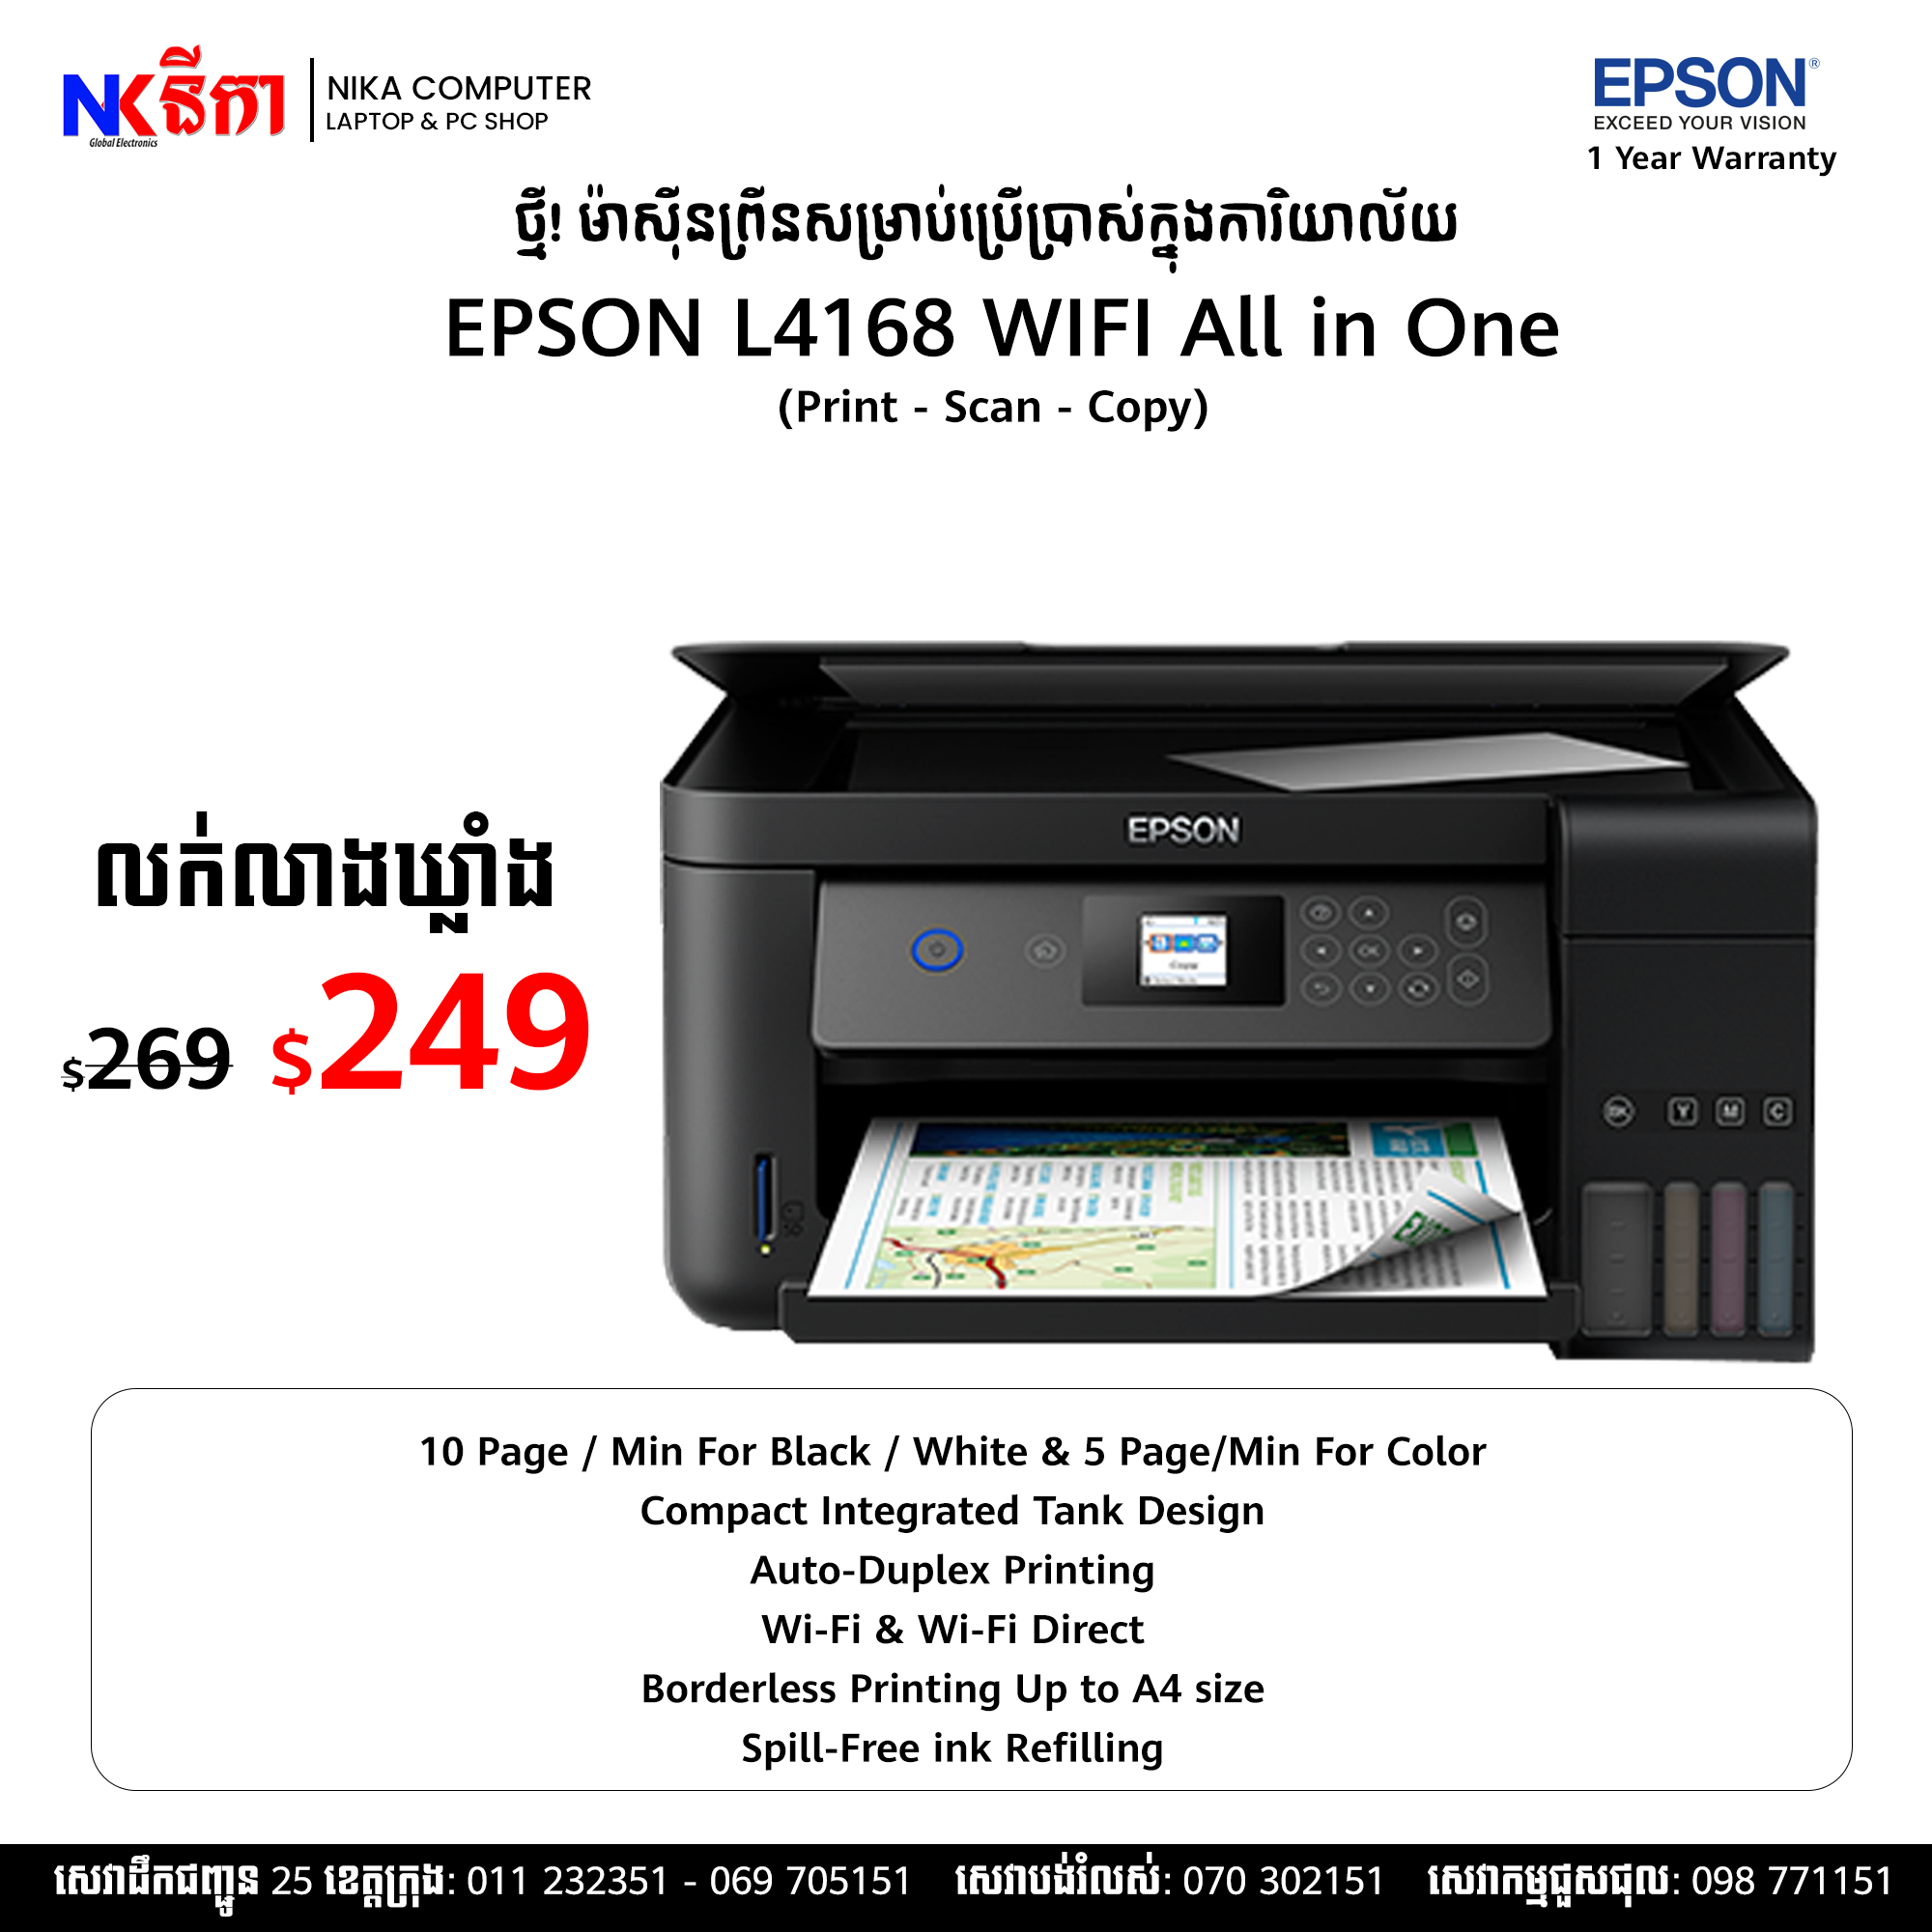 NK នីកា
Global Electronics
NIKA COMPUTER
LAPTOP & PC SHOP
EPSON®
EXCEED YOUR VISION
1 Year Warranty
ថ្មី! ម៉ាស៊ីនព្រីនសម្រាប់ប្រើប្រាស់ក្នុងការិយាល័យ
EPSON L4168 WIFI All in One
(Print - Scan - Copy)
លក់លាងឃ្លាំង
$269 $249
EPSON
OK
BK Y M C
10 Page / Min For Black / White & 5 Page/Min For Color
Compact Integrated Tank Design
Auto-Duplex Printing
Wi-Fi & Wi-Fi Direct
Borderless Printing Up to A4 size
Spill-Free ink Refilling
សេវាដឹកជញ្ជូន 25 ខេត្តក្រុង: 011 232351 - 069 705151 សេវាបង់រំលស់: 070 302151 សេវាកម្មជួសជុល: 098 771151